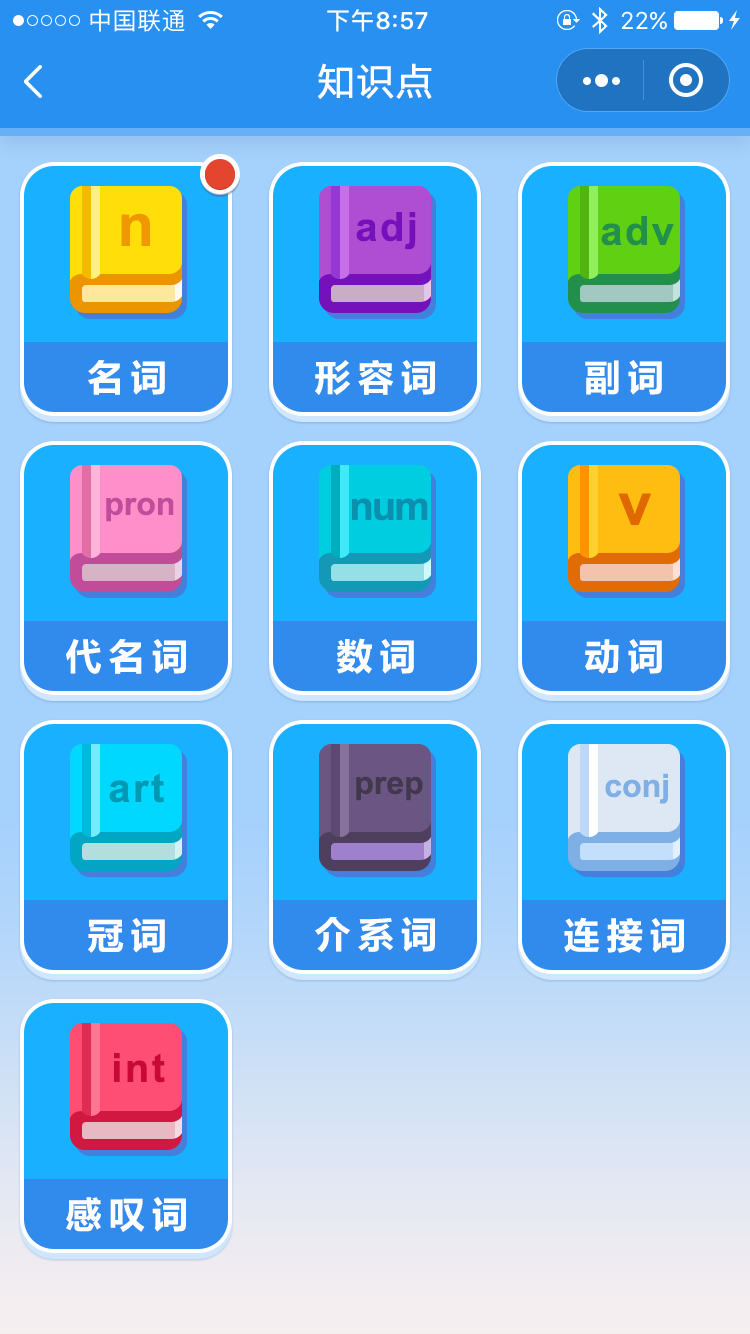 中国联通 下午8:57 22%
知识点
n adj adv
名词 形容词 副词
pron num v
代名词 数词 动词
art prep conj
冠词 介系词 连接词
int
感叹词